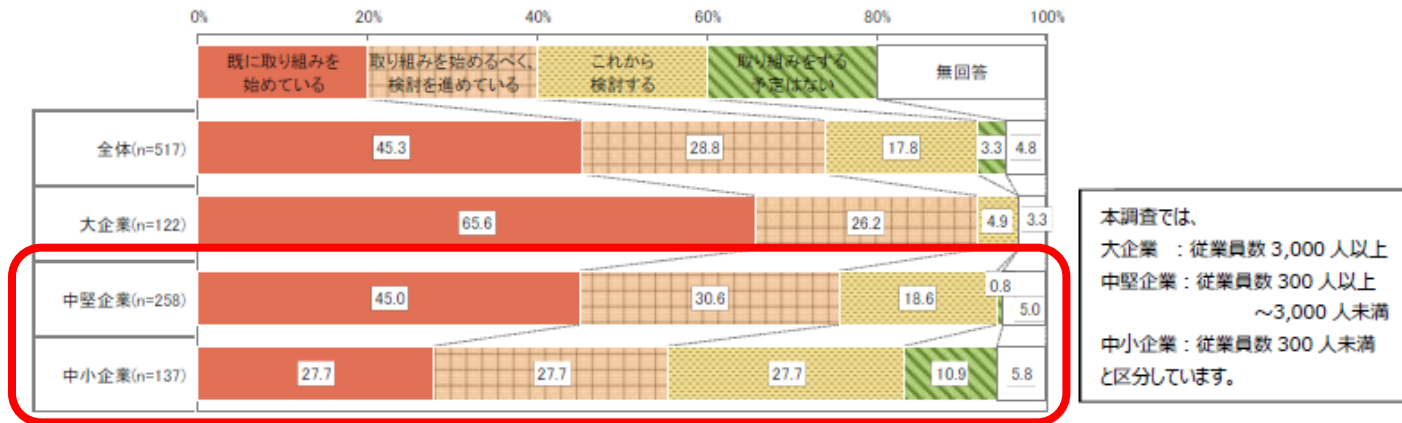 0% 20% 40% 60% 80% 100%
既に取り組みを
始めている
取り組みを始めるべく、
検討を進めている
これから
検討する
取り組みをする
予定はない
無回答
全体(n=517) 45.3 28.8 17.8 3.3 4.8
大企業(n=122) 65.6 26.2 4.9 3.3
中堅企業(n=258) 45.0 30.6 18.6 0.8 5.0
中小企業(n=137) 27.7 27.7 27.7 10.9 5.8
本調査では、
大企業 ：従業員数 3,000 人以上
中堅企業：従業員数 300 人以上
～3,000 人未満
中小企業：従業員数 300 人未満
と区分しています。